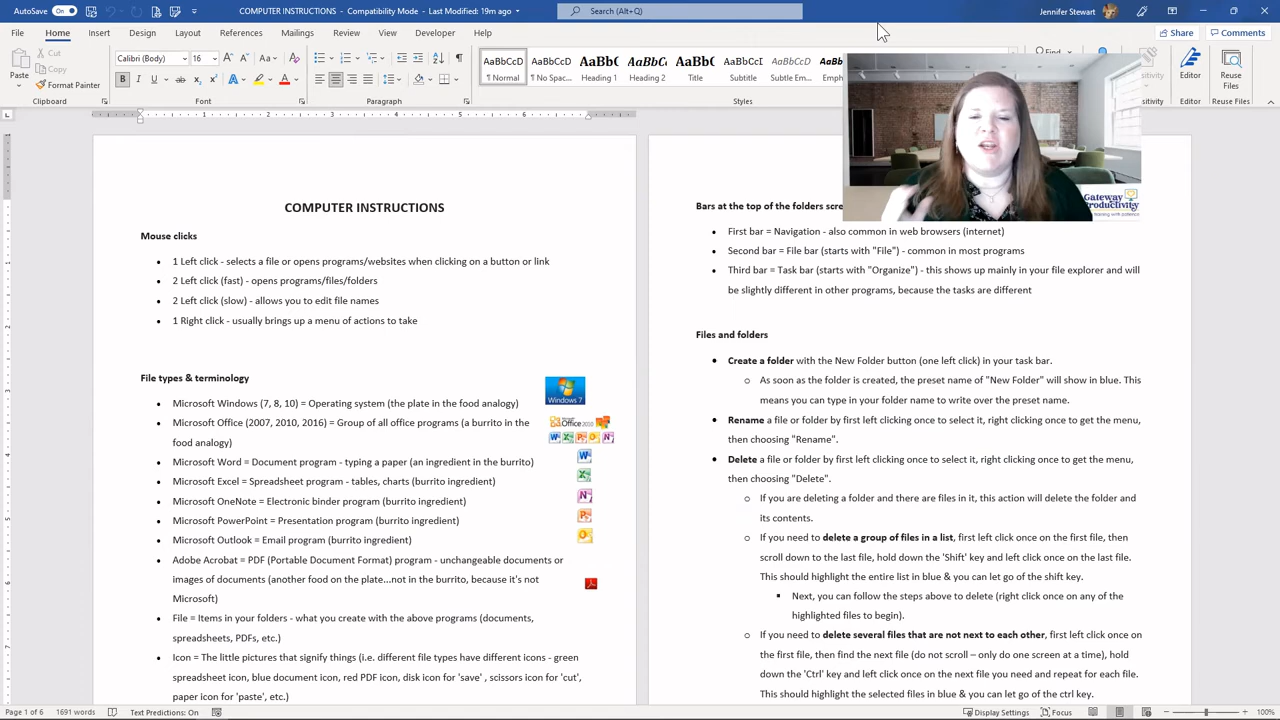 AutoSave On
COMPUTER INSTRUCTIONS - Compatibility Mode - Last Modified: 19m ago
Search (Alt+Q)
Jennifer Stewart
File Home Insert Draw Design Layout References Mailings Review View Developer Help
Share Comments
Paste
Cut
Copy
Format Painter
Clipboard
Calibri (Body) 16
Font
Paragraph
AaBbCcD AaBbCcD AaBbC AaBbCc AaBbC AaBbCcI AaBbCcD AaBbCcD
¶ Normal ¶ No Spac... Heading 1 Heading 2 Title Subtitle Subtle Em... Emph
Styles
Find
Editor
Editor
Reuse Files
Reuse Files
Gateway Productivity
COMPUTER INSTRUCTIONS
Mouse clicks
• 1 Left click - selects a file or opens programs/websites when clicking on a button or link
• 2 Left click (fast) - opens programs/files/folders
• 2 Left click (slow) - allows you to edit file names
• 1 Right click - usually brings up a menu of actions to take
File types & terminology
• Microsoft Windows (7, 8, 10) = Operating system (the plate in the food analogy)
Windows 7
• Microsoft Office (2007, 2010, 2016) = Group of all office programs (a burrito in the
food analogy)
Office 2010
• Microsoft Word = Document program - typing a paper (an ingredient in the burrito)
• Microsoft Excel = Spreadsheet program - tables, charts (burrito ingredient)
• Microsoft OneNote = Electronic binder program (burrito ingredient)
• Microsoft PowerPoint = Presentation program (burrito ingredient)
• Microsoft Outlook = Email program (burrito ingredient)
• Adobe Acrobat = PDF (Portable Document Format) program - unchangeable documents or
images of documents (another food on the plate...not in the burrito, because it's not
Microsoft)
• File = Items in your folders - what you create with the above programs (documents,
spreadsheets, PDFs, etc.)
• Icon = The little pictures that signify things (i.e. different file types have different icons - green
spreadsheet icon, blue document icon, red PDF icon, disk icon for 'save' , scissors icon for 'cut',
paper icon for 'paste', etc.)
Bars at the top of the folders scre
• First bar = Navigation - also common in web browsers (internet)
• Second bar = File bar (starts with "File") - common in most programs
• Third bar = Task bar (starts with "Organize") - this shows up mainly in your file explorer and will
be slightly different in other programs, because the tasks are different
Files and folders
• Create a folder with the New Folder button (one left click) in your task bar.
o As soon as the folder is created, the preset name of "New Folder" will show in blue. This
means you can type in your folder name to write over the preset name.
• Rename a file or folder by first left clicking once to select it, right clicking once to get the menu,
then choosing "Rename".
• Delete a file or folder by first left clicking once to select it, right clicking once to get the menu,
then choosing "Delete".
o If you are deleting a folder and there are files in it, this action will delete the folder and
its contents.
o If you need to delete a group of files in a list, first left click once on the first file, then
scroll down to the last file, hold down the 'Shift' key and left click once on the last file.
This should highlight the entire list in blue & you can let go of the shift key.
▪ Next, you can follow the steps above to delete (right click once on any of the
highlighted files to begin).
o If you need to delete several files that are not next to each other, first left click once on
the first file, then find the next file (do not scroll – only do one screen at a time), hold
down the 'Ctrl' key and left click once on the next file you need and repeat for each file.
This should highlight the selected files in blue & you can let go of the ctrl key.
Page 1 of 6 1691 words Text Predictions: On
Display Settings Focus 100%